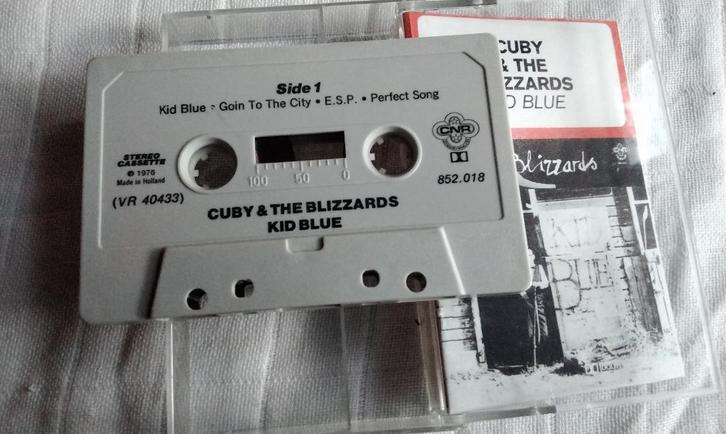 Side 1
Kid Blue - Goin To The City • E.S.P. • Perfect Song
STEREO
CASSETTE
℗ 1976
Made in Holland
(VR 40433)
100 50 0
CNR
852.018
CUBY & THE BLIZZARDS
KID BLUE
CUBY
& THE
IZZARDS
D BLUE
Blizzards
KID
BLUE